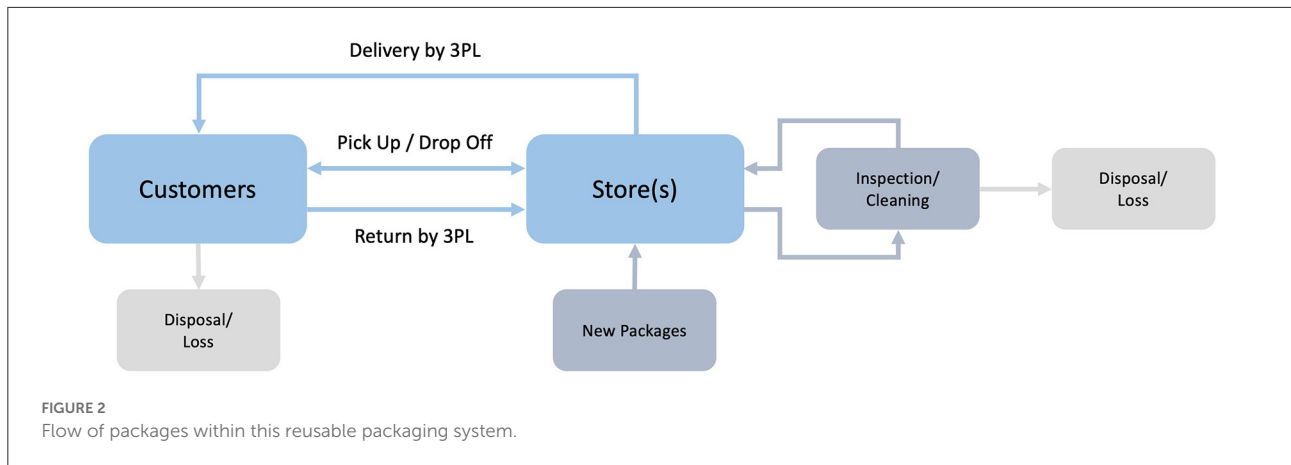 Delivery by 3PL
Customers
Pick Up / Drop Off
Store(s)
Return by 3PL
Inspection/
Cleaning
Disposal/
Loss
Disposal/
Loss
New Packages
FIGURE 2
Flow of packages within this reusable packaging system.